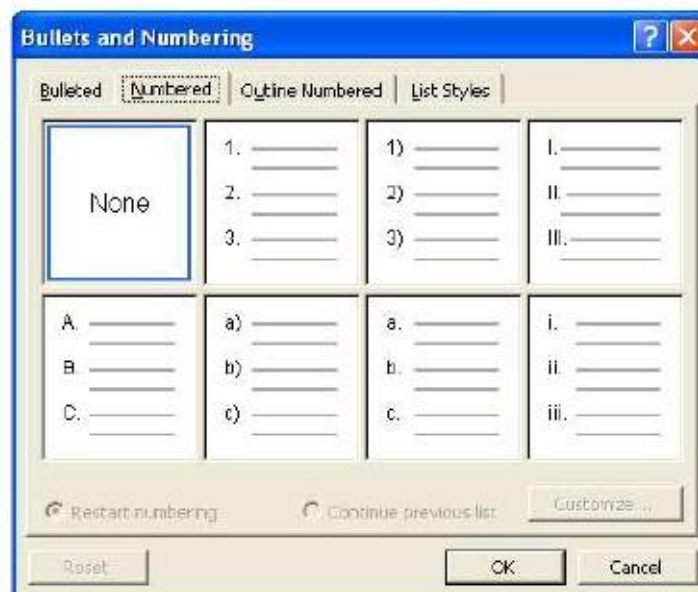 Bullets and Numbering
Bulleted Numbered Outline Numbered List Styles
None
1.
2.
3.
1)
2)
3)
I.
II.
III.
A.
B.
C.
a)
b)
c)
a.
b.
c.
i.
ii.
iii.
Restart numbering Continue previous list Customize ...
Reset OK Cancel